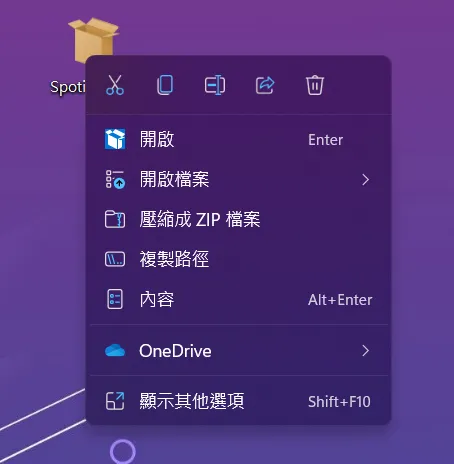 Spoti
開啟 Enter
開啟檔案
壓縮成 ZIP 檔案
複製路徑
內容 Alt+Enter
OneDrive
顯示其他選項 Shift+F10